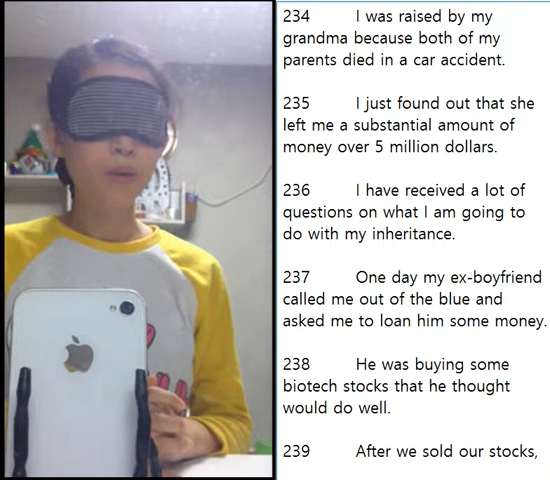 234 I was raised by my
grandma because both of my
parents died in a car accident.
235 I just found out that she
left me a substantial amount of
money over 5 million dollars.
236 I have received a lot of
questions on what I am going to
do with my inheritance.
237 One day my ex-boyfriend
called me out of the blue and
asked me to loan him some money.
238 He was buying some
biotech stocks that he thought
would do well.
239 After we sold our stocks,